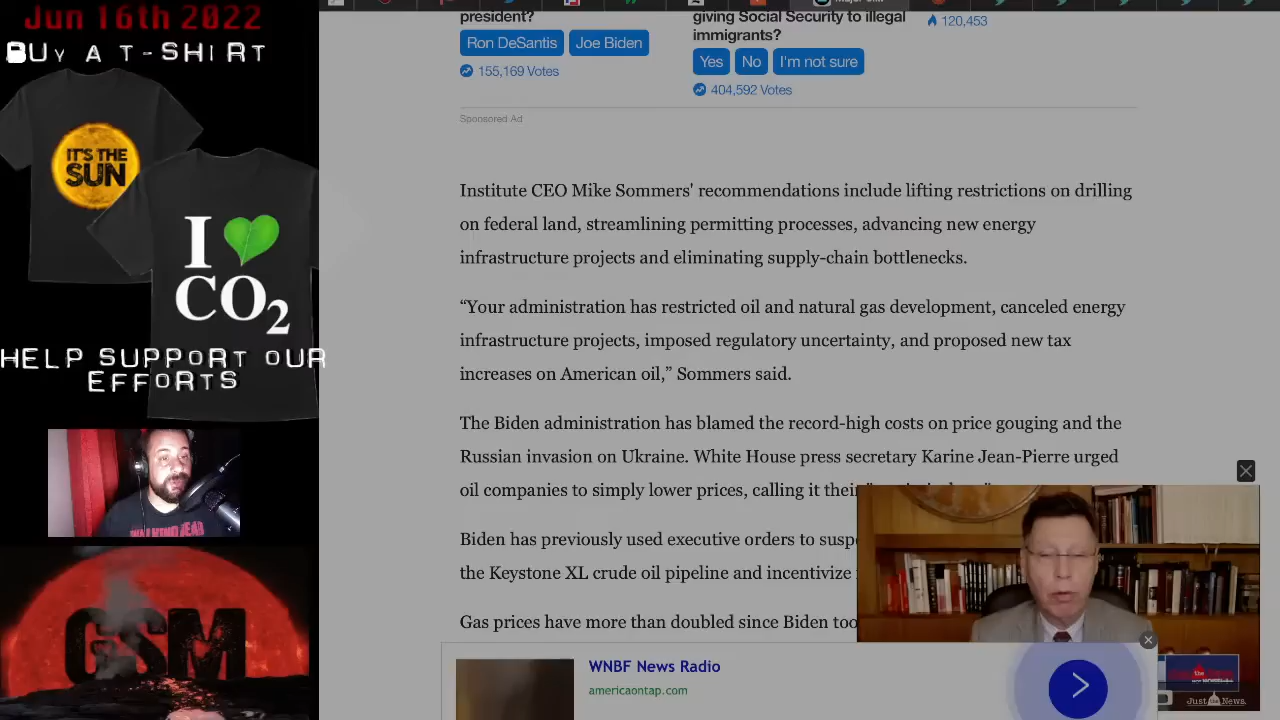 Jun 16th 2022
BUY A T-SHIRT
IT'S THE
SUN
I
CO2
HELP SUPPORT OUR
EFFORTS
WALKING DEAD
GSM
president?
Ron DeSantis
Joe Biden
155,169 Votes
giving Social Security to illegal
immigrants?
Yes
No
I'm not sure
404,592 Votes
120,453
Sponsored Ad
Institute CEO Mike Sommers' recommendations include lifting restrictions on drilling
on federal land, streamlining permitting processes, advancing new energy
infrastructure projects and eliminating supply-chain bottlenecks.
“Your administration has restricted oil and natural gas development, canceled energy
infrastructure projects, imposed regulatory uncertainty, and proposed new tax
increases on American oil,” Sommers said.
The Biden administration has blamed the record-high costs on price gouging and the
Russian invasion on Ukraine. White House press secretary Karine Jean-Pierre urged
oil companies to simply lower prices, calling it their
Biden has previously used executive orders to susp
the Keystone XL crude oil pipeline and incentivize
Gas prices have more than doubled since Biden too
WNBF News Radio
americaontap.com
Just the News.